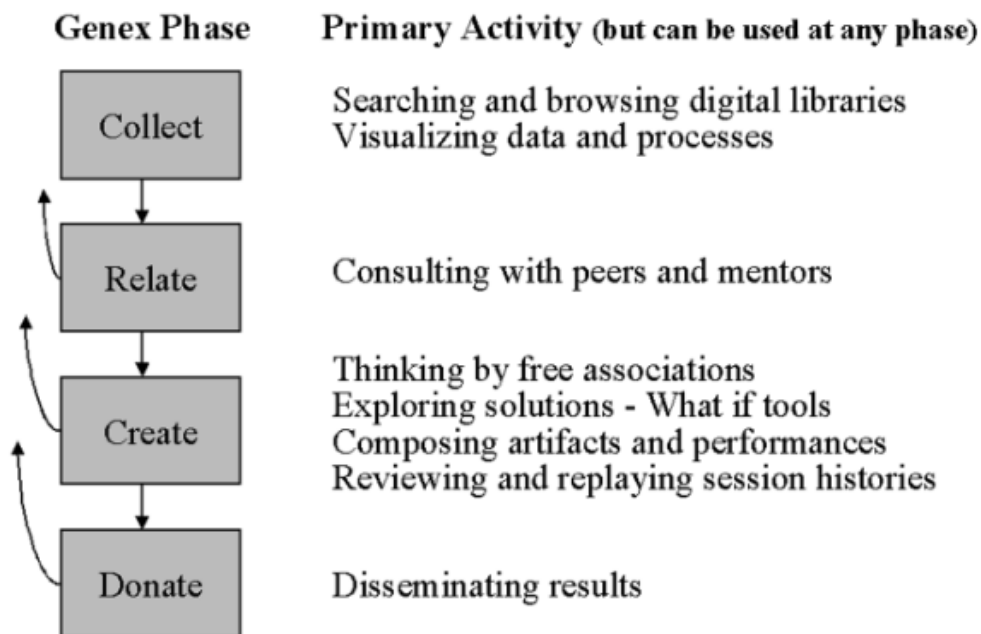 Genex Phase Primary Activity (but can be used at any phase)
Collect
Searching and browsing digital libraries
Visualizing data and processes
Relate
Consulting with peers and mentors
Create
Thinking by free associations
Exploring solutions - What if tools
Composing artifacts and performances
Reviewing and replaying session histories
Donate
Disseminating results